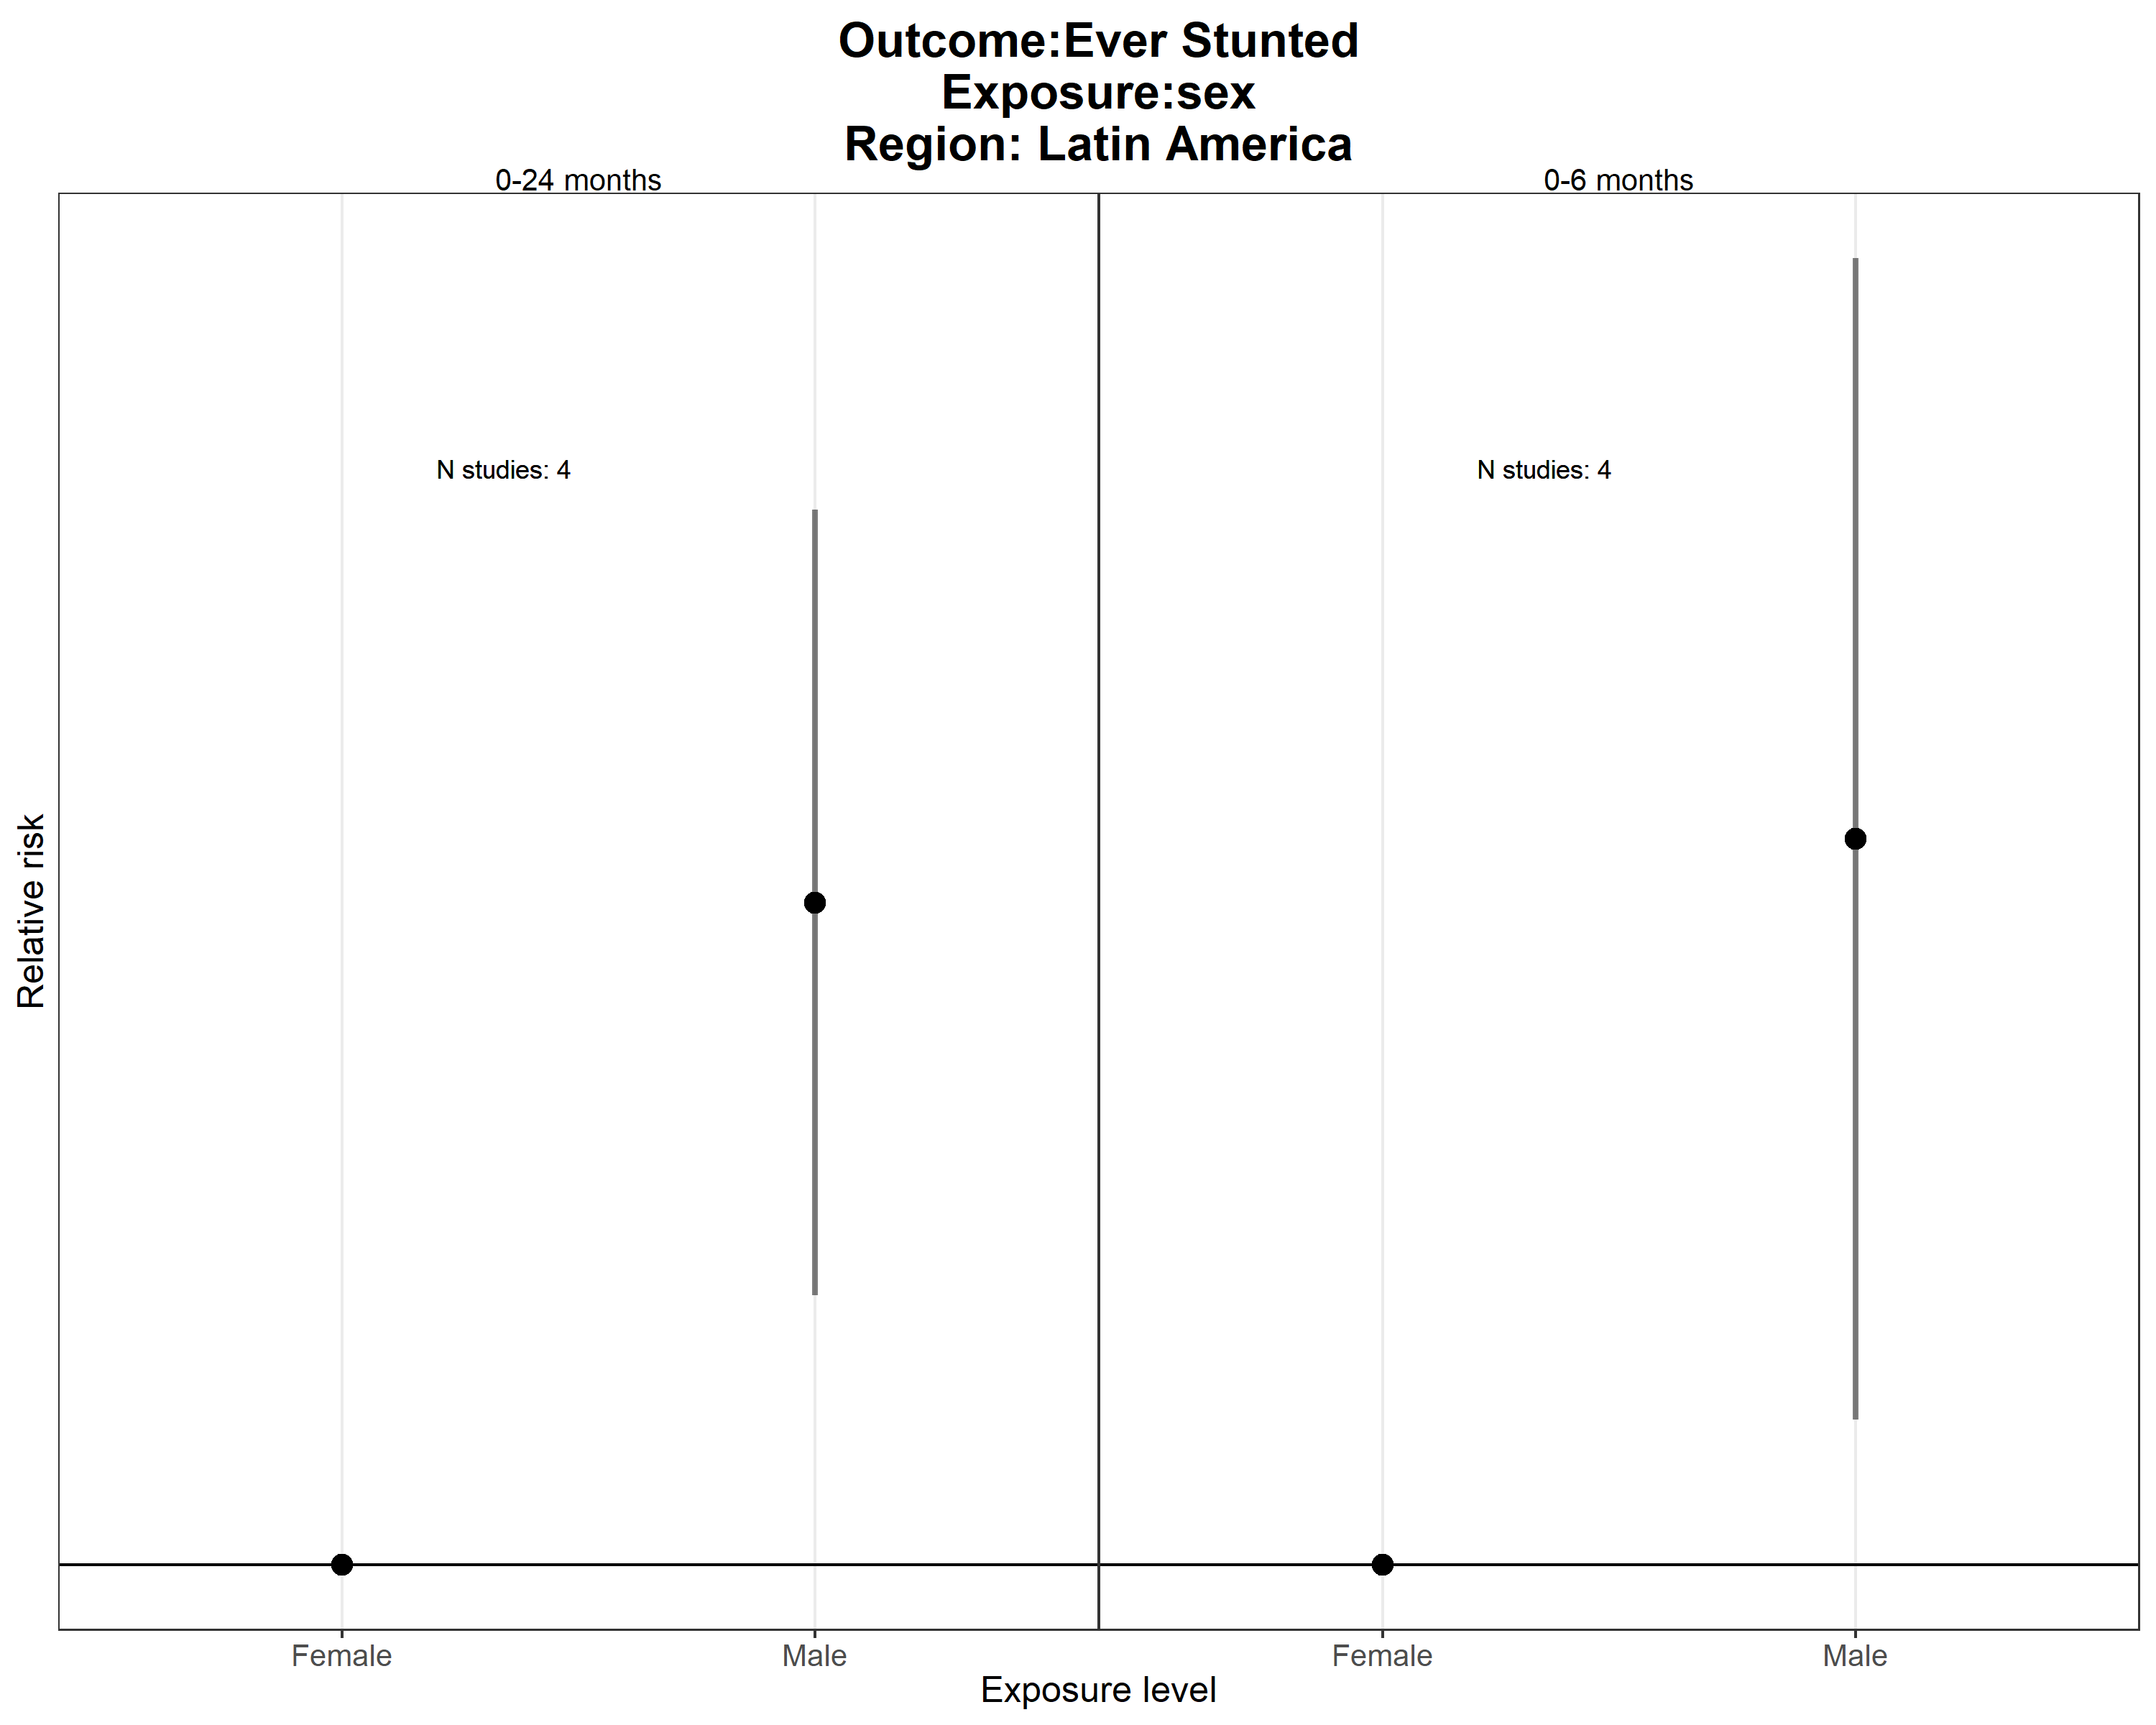 Outcome:Ever Stunted
Exposure:sex
Region: Latin America
0-24 months
0-6 months
N studies: 4
N studies: 4
Relative risk
Female
Male
Female
Male
Exposure level